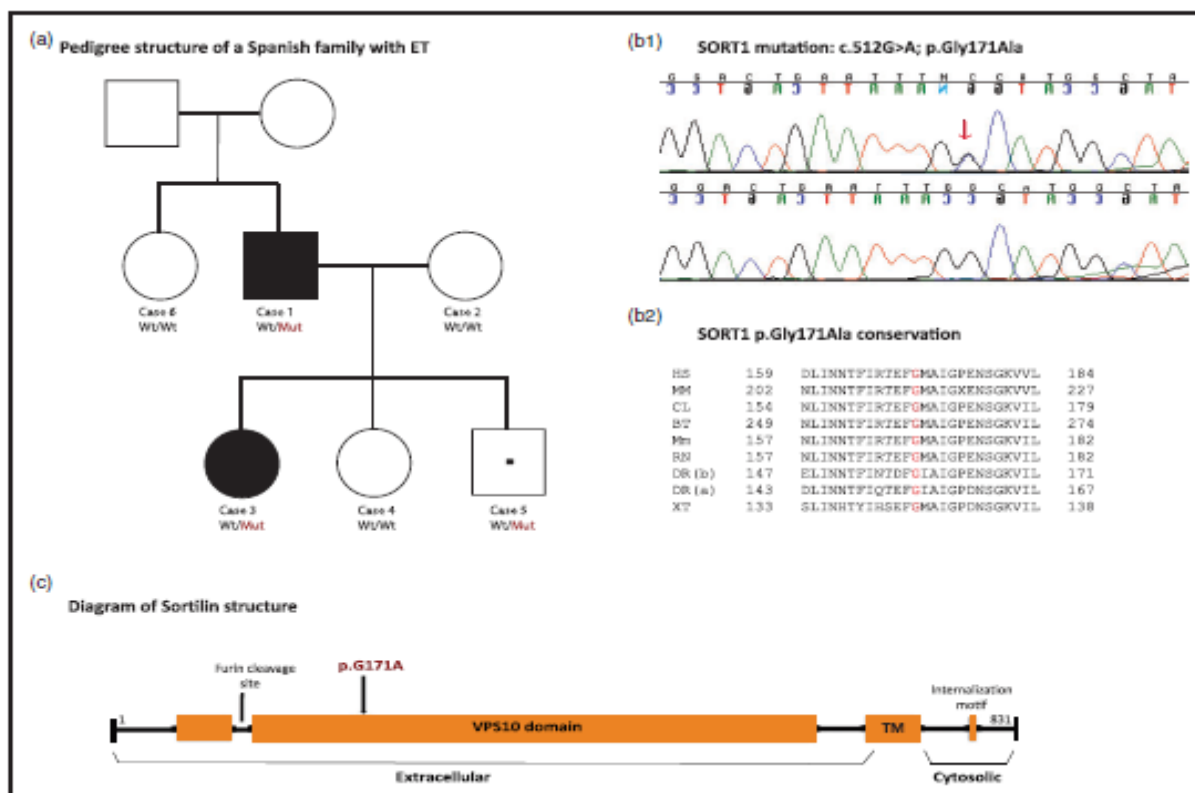 (a) Pedigree structure of a Spanish family with ET
Case 6
Wt/Wt
Case 1
Wt/Mut
Case 2
Wt/Wt
Case 3
Wt/Mut
Case 4
Wt/Wt
Case 5
Wt/Mut
(b1) SORT1 mutation: c.512G>A; p.Gly171Ala
(b2) SORT1 p.Gly171Ala conservation
HS 159 DLINNTFIRTEFGMAIGPENSGKVVL 184
MM 202 NLINNTFIRTEFGMAIGXENSGKVVL 227
CL 154 NLINNTFIRTEFGMAIGPENSGKVIL 179
BT 249 NLINNTFIRTEFGMAIGPENSGKVIL 274
Mm 157 NLINNTFIRTEFGMAIGPENSGKVIL 182
RN 157 NLINNTFIRTEFGMAIGPENSGKVIL 182
DR(b) 147 ELINNTFINTDFGIAIGPENSGKVIL 171
DR(a) 143 DLINNTFIQTEFGIAIGPDNSGKVIL 167
XT 133 SLINHTYIHSEFGMAIGPDNSGKVIL 138
(c)
Diagram of Sortilin structure
Furin cleavage
site
p.G171A
Internalization
motif
1
831
VPS10 domain
TM
Extracellular
Cytosolic